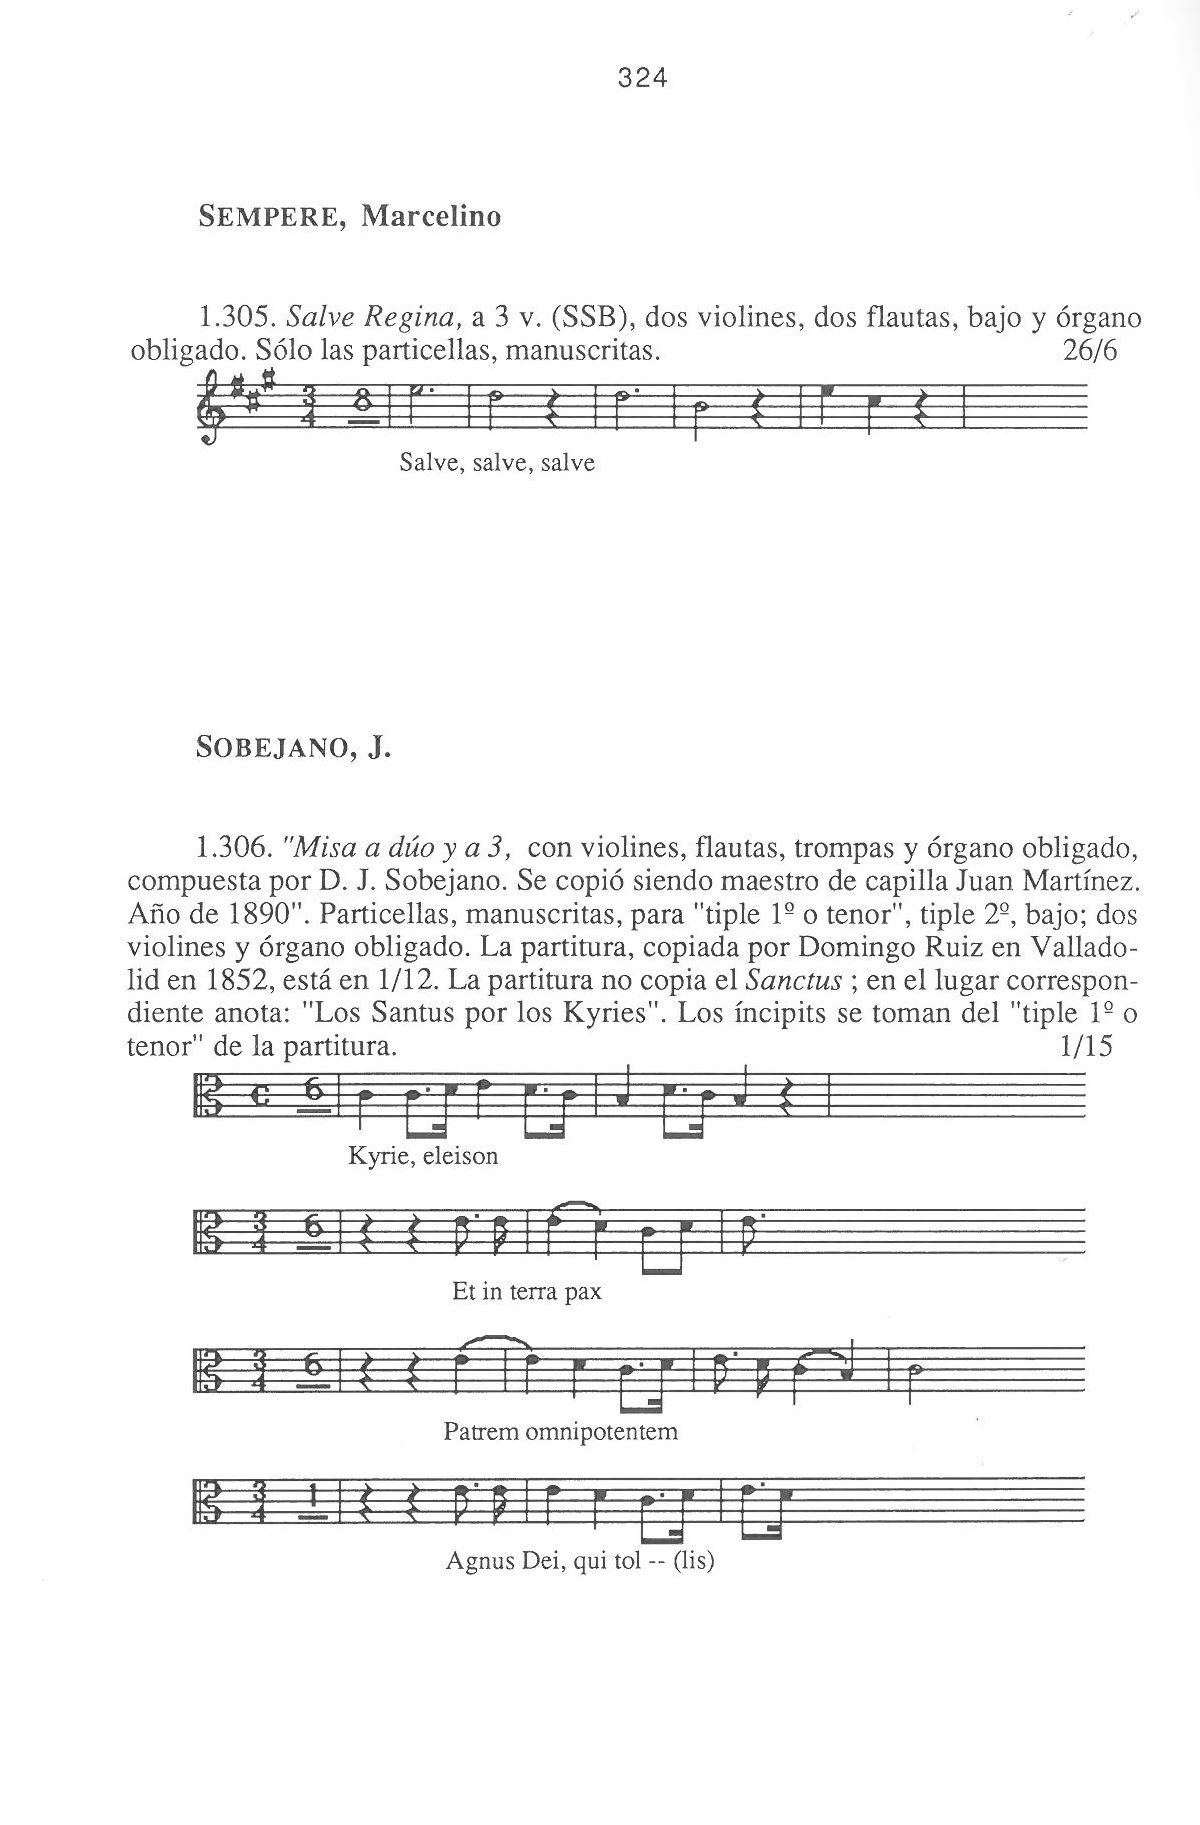 324
SEMPERE, Marcelino
1.305. Salve Regina, a 3 v. (SSB), dos violines, dos flautas, bajo y órgano
obligado. Sólo las particellas, manuscritas. 26/6
3/4 8
Salve, salve, salve
SOBEJANO, J.
1.306. "Misa a dúo y a 3, con violines, flautas, trompas y órgano obligado,
compuesta por D. J. Sobejano. Se copió siendo maestro de capilla Juan Martínez.
Año de 1890". Particellas, manuscritas, para "tiple 1º o tenor", tiple 2º, bajo; dos
violines y órgano obligado. La partitura, copiada por Domingo Ruiz en Vallado-
lid en 1852, está en 1/12. La partitura no copia el Sanctus ; en el lugar correspon-
diente anota: "Los Santus por los Kyries". Los íncipits se toman del "tiple 1º o
tenor" de la partitura. 1/15
C 6
Kyrie, eleison
3/4 6
Et in terra pax
3/4 6
Patrem omnipotentem
3/4 1
Agnus Dei, qui tol -- (lis)